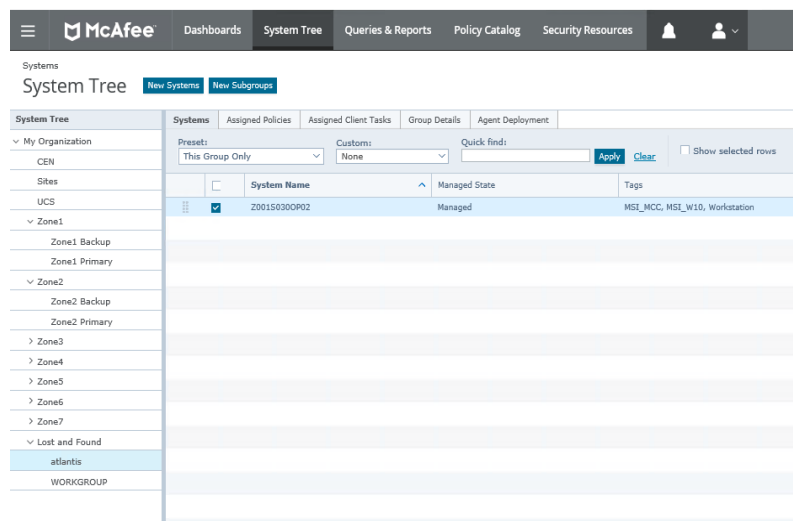 McAfee Dashboards System Tree Queries & Reports Policy Catalog Security Resources
Systems
System Tree New Systems New Subgroups
System Tree
My Organization
CEN
Sites
UCS
Zone1
Zone1 Backup
Zone1 Primary
Zone2
Zone2 Backup
Zone2 Primary
Zone3
Zone4
Zone5
Zone6
Zone7
Lost and Found
atlantis
WORKGROUP
Systems Assigned Policies Assigned Client Tasks Group Details Agent Deployment
Preset: Custom: Quick find:
This Group Only None Apply Clear Show selected rows
System Name Managed State Tags
Z001S030OP02 Managed MSI_MCC, MSI_W10, Workstation